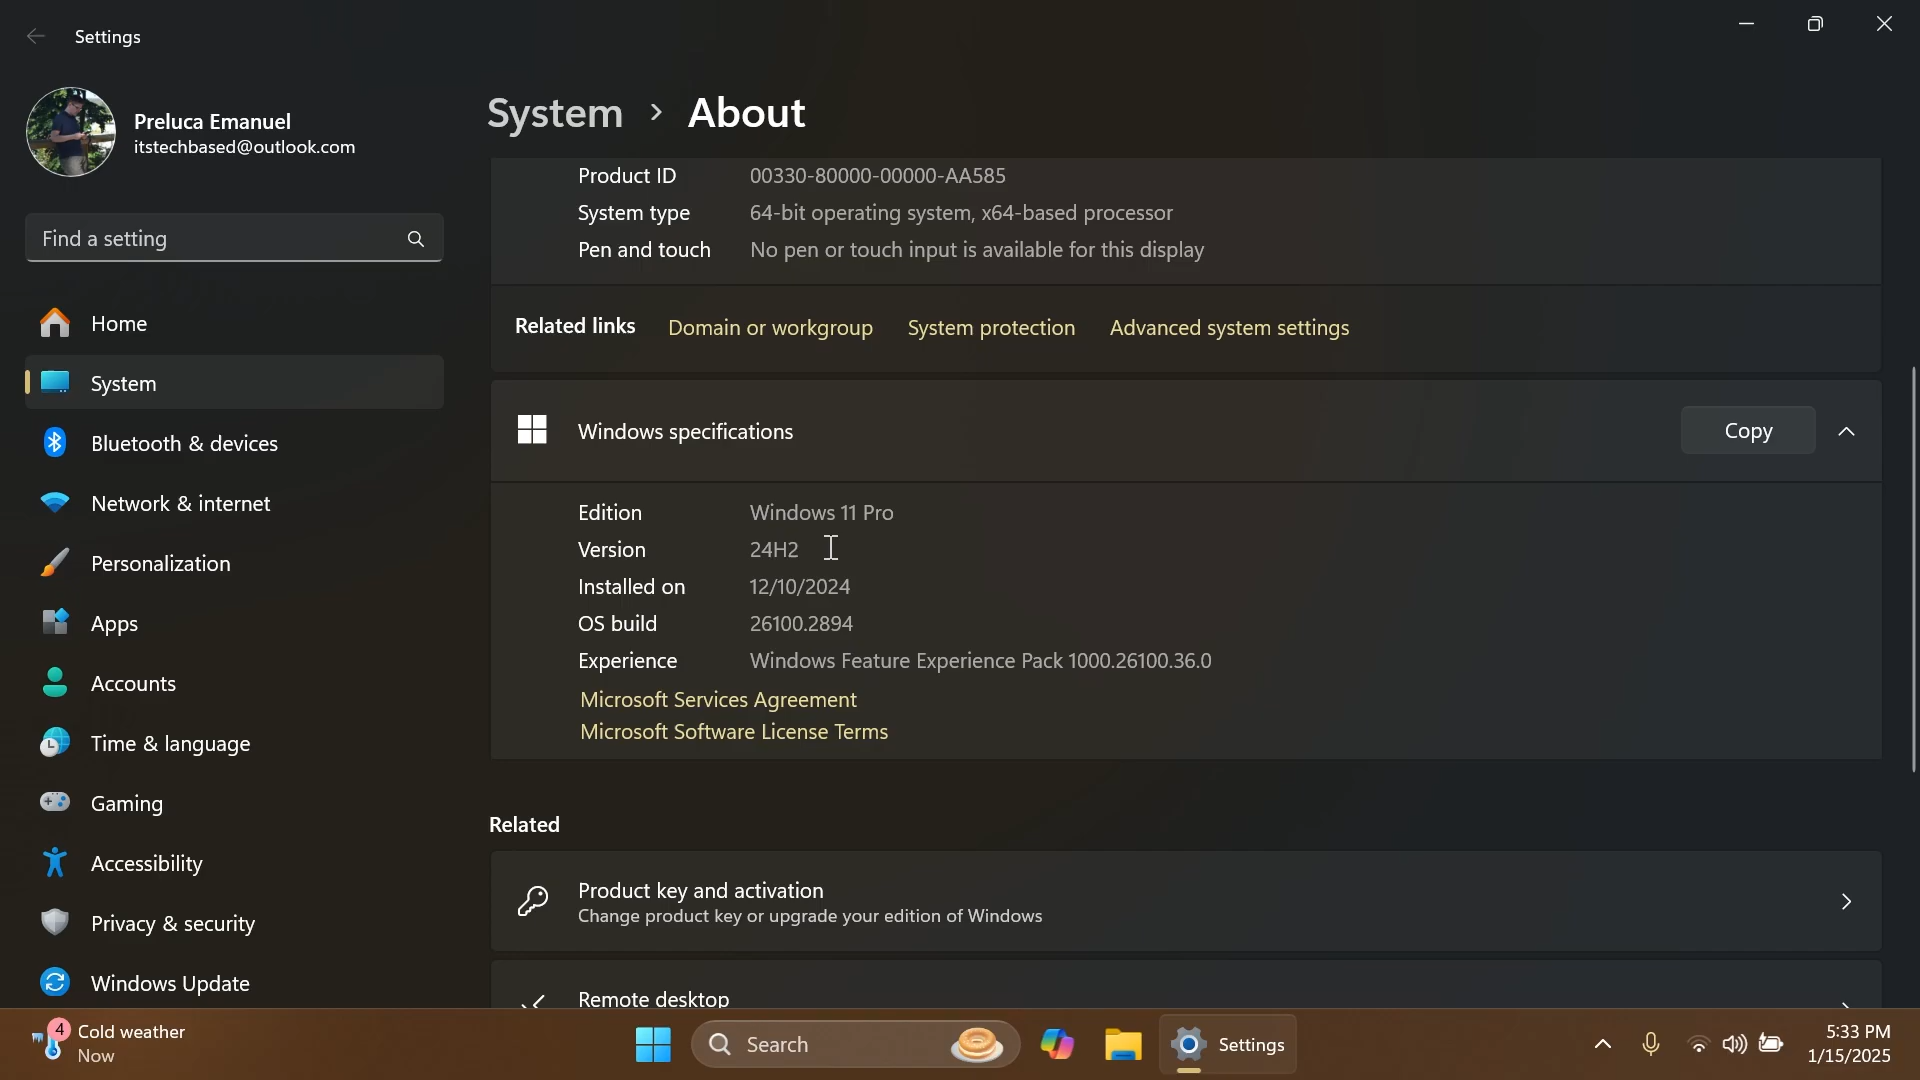 Settings
Preluca Emanuel
itstechbased@outlook.com
Find a setting
Home
System
Bluetooth & devices
Network & internet
Personalization
Apps
Accounts
Time & language
Gaming
Accessibility
Privacy & security
Windows Update
System > About
Product ID 00330-80000-00000-AA585
System type 64-bit operating system, x64-based processor
Pen and touch No pen or touch input is available for this display
Related links Domain or workgroup System protection Advanced system settings
Windows specifications Copy
Edition Windows 11 Pro
Version 24H2
Installed on 12/10/2024
OS build 26100.2894
Experience Windows Feature Experience Pack 1000.26100.36.0
Microsoft Services Agreement
Microsoft Software License Terms
Related
Product key and activation
Change product key or upgrade your edition of Windows
Remote desktop
4 Cold weather
Now
Search
Settings
5:33 PM
1/15/2025